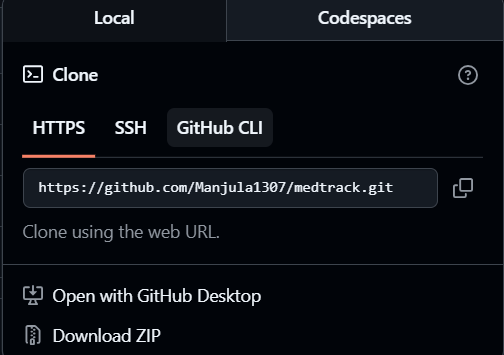 Local Codespaces
Clone
HTTPS SSH GitHub CLI
https://github.com/Manjula1307/medtrack.git
Clone using the web URL.
Open with GitHub Desktop
Download ZIP